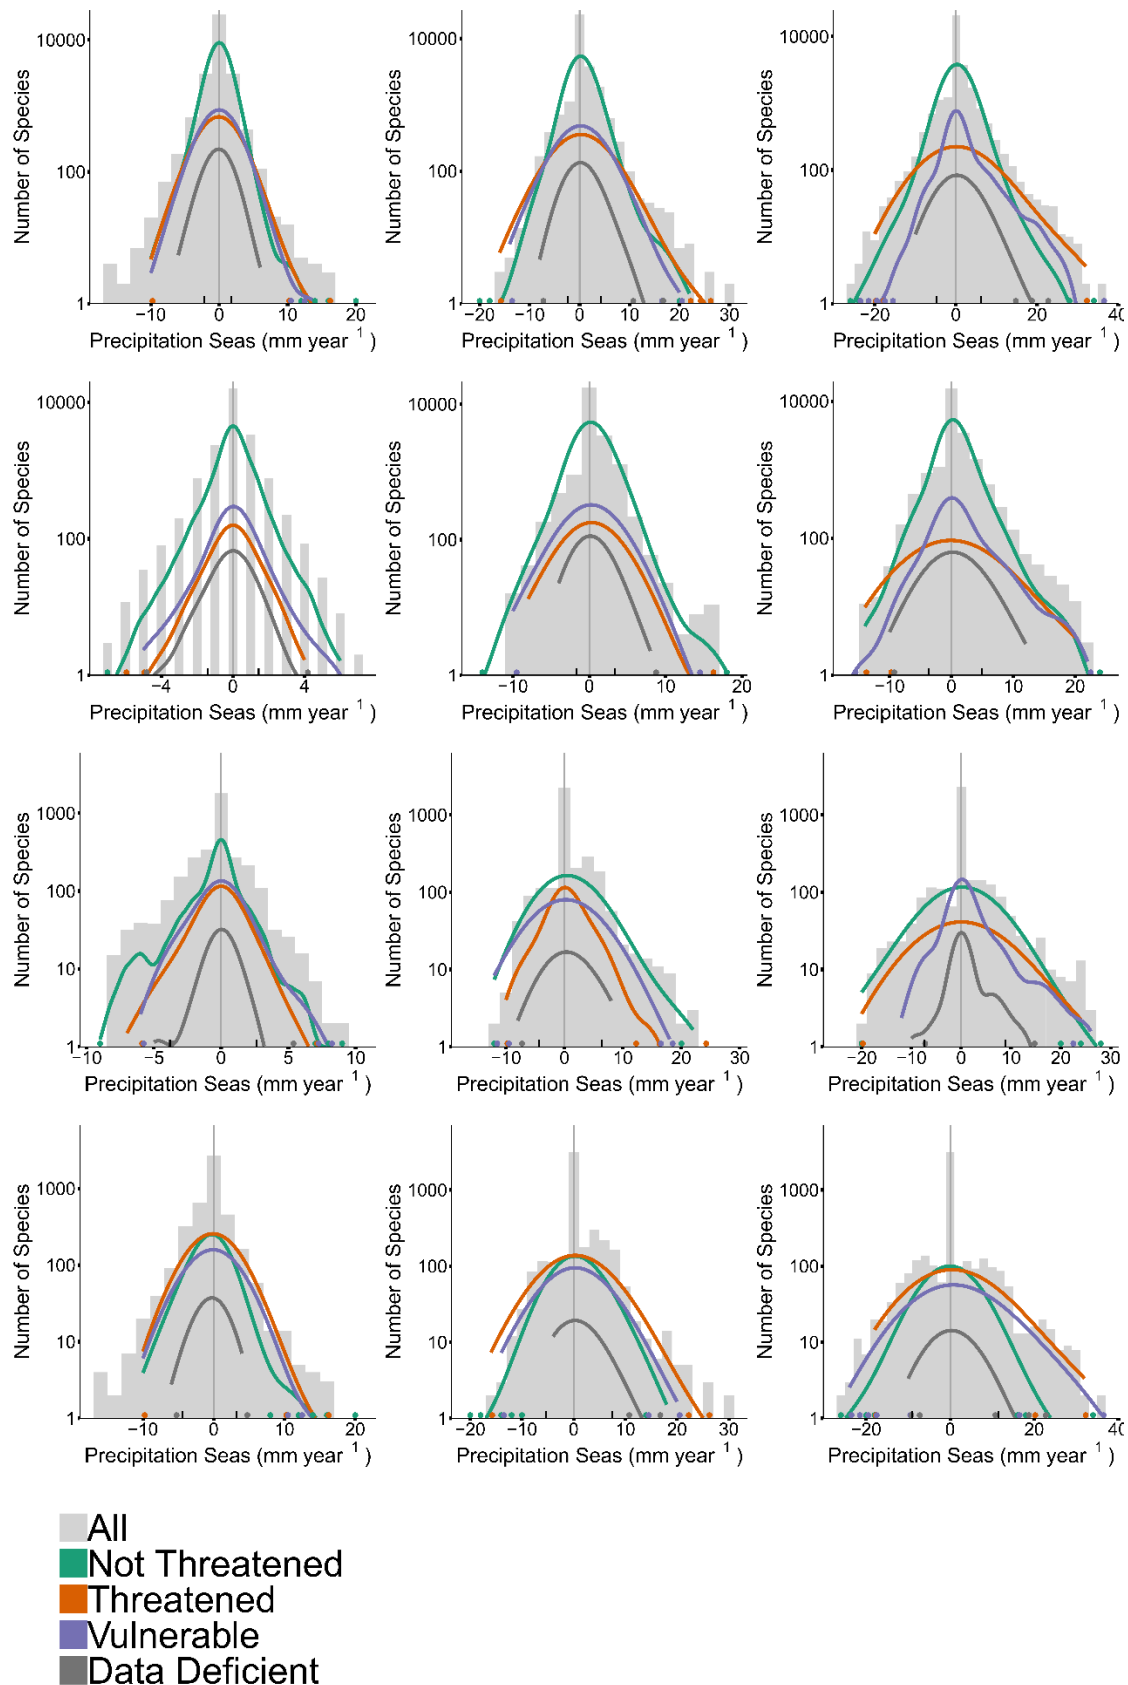 Number of Species
10000
100
1
−10 0 10 20
Precipitation Seas (mm year 1 )
Number of Species
10000
100
1
−20 −10 0 10 20 30
Precipitation Seas (mm year 1 )
Number of Species
10000
100
1
−20 0 20 40
Precipitation Seas (mm year 1 )
Number of Species
10000
100
1
−4 0 4
Precipitation Seas (mm year 1 )
Number of Species
10000
100
1
−10 0 10 20
Precipitation Seas (mm year 1 )
Number of Species
10000
100
1
−20 −10 0 10 20
Precipitation Seas (mm year 1 )
Number of Species
1000
100
10
1
−10 −5 0 5 10
Precipitation Seas (mm year 1 )
Number of Species
1000
100
10
1
−10 0 10 20 30
Precipitation Seas (mm year 1 )
Number of Species
1000
100
10
1
−20 −10 0 10 20
Precipitation Seas (mm year 1 )
Number of Species
1000
100
10
1
−10 0 10 20
Precipitation Seas (mm year 1 )
Number of Species
1000
100
10
1
−20 −10 0 10 20 30
Precipitation Seas (mm year 1 )
Number of Species
1000
100
10
1
−20 0 20 40
Precipitation Seas (mm year 1 )
All
Not Threatened
Threatened
Vulnerable
Data Deficient